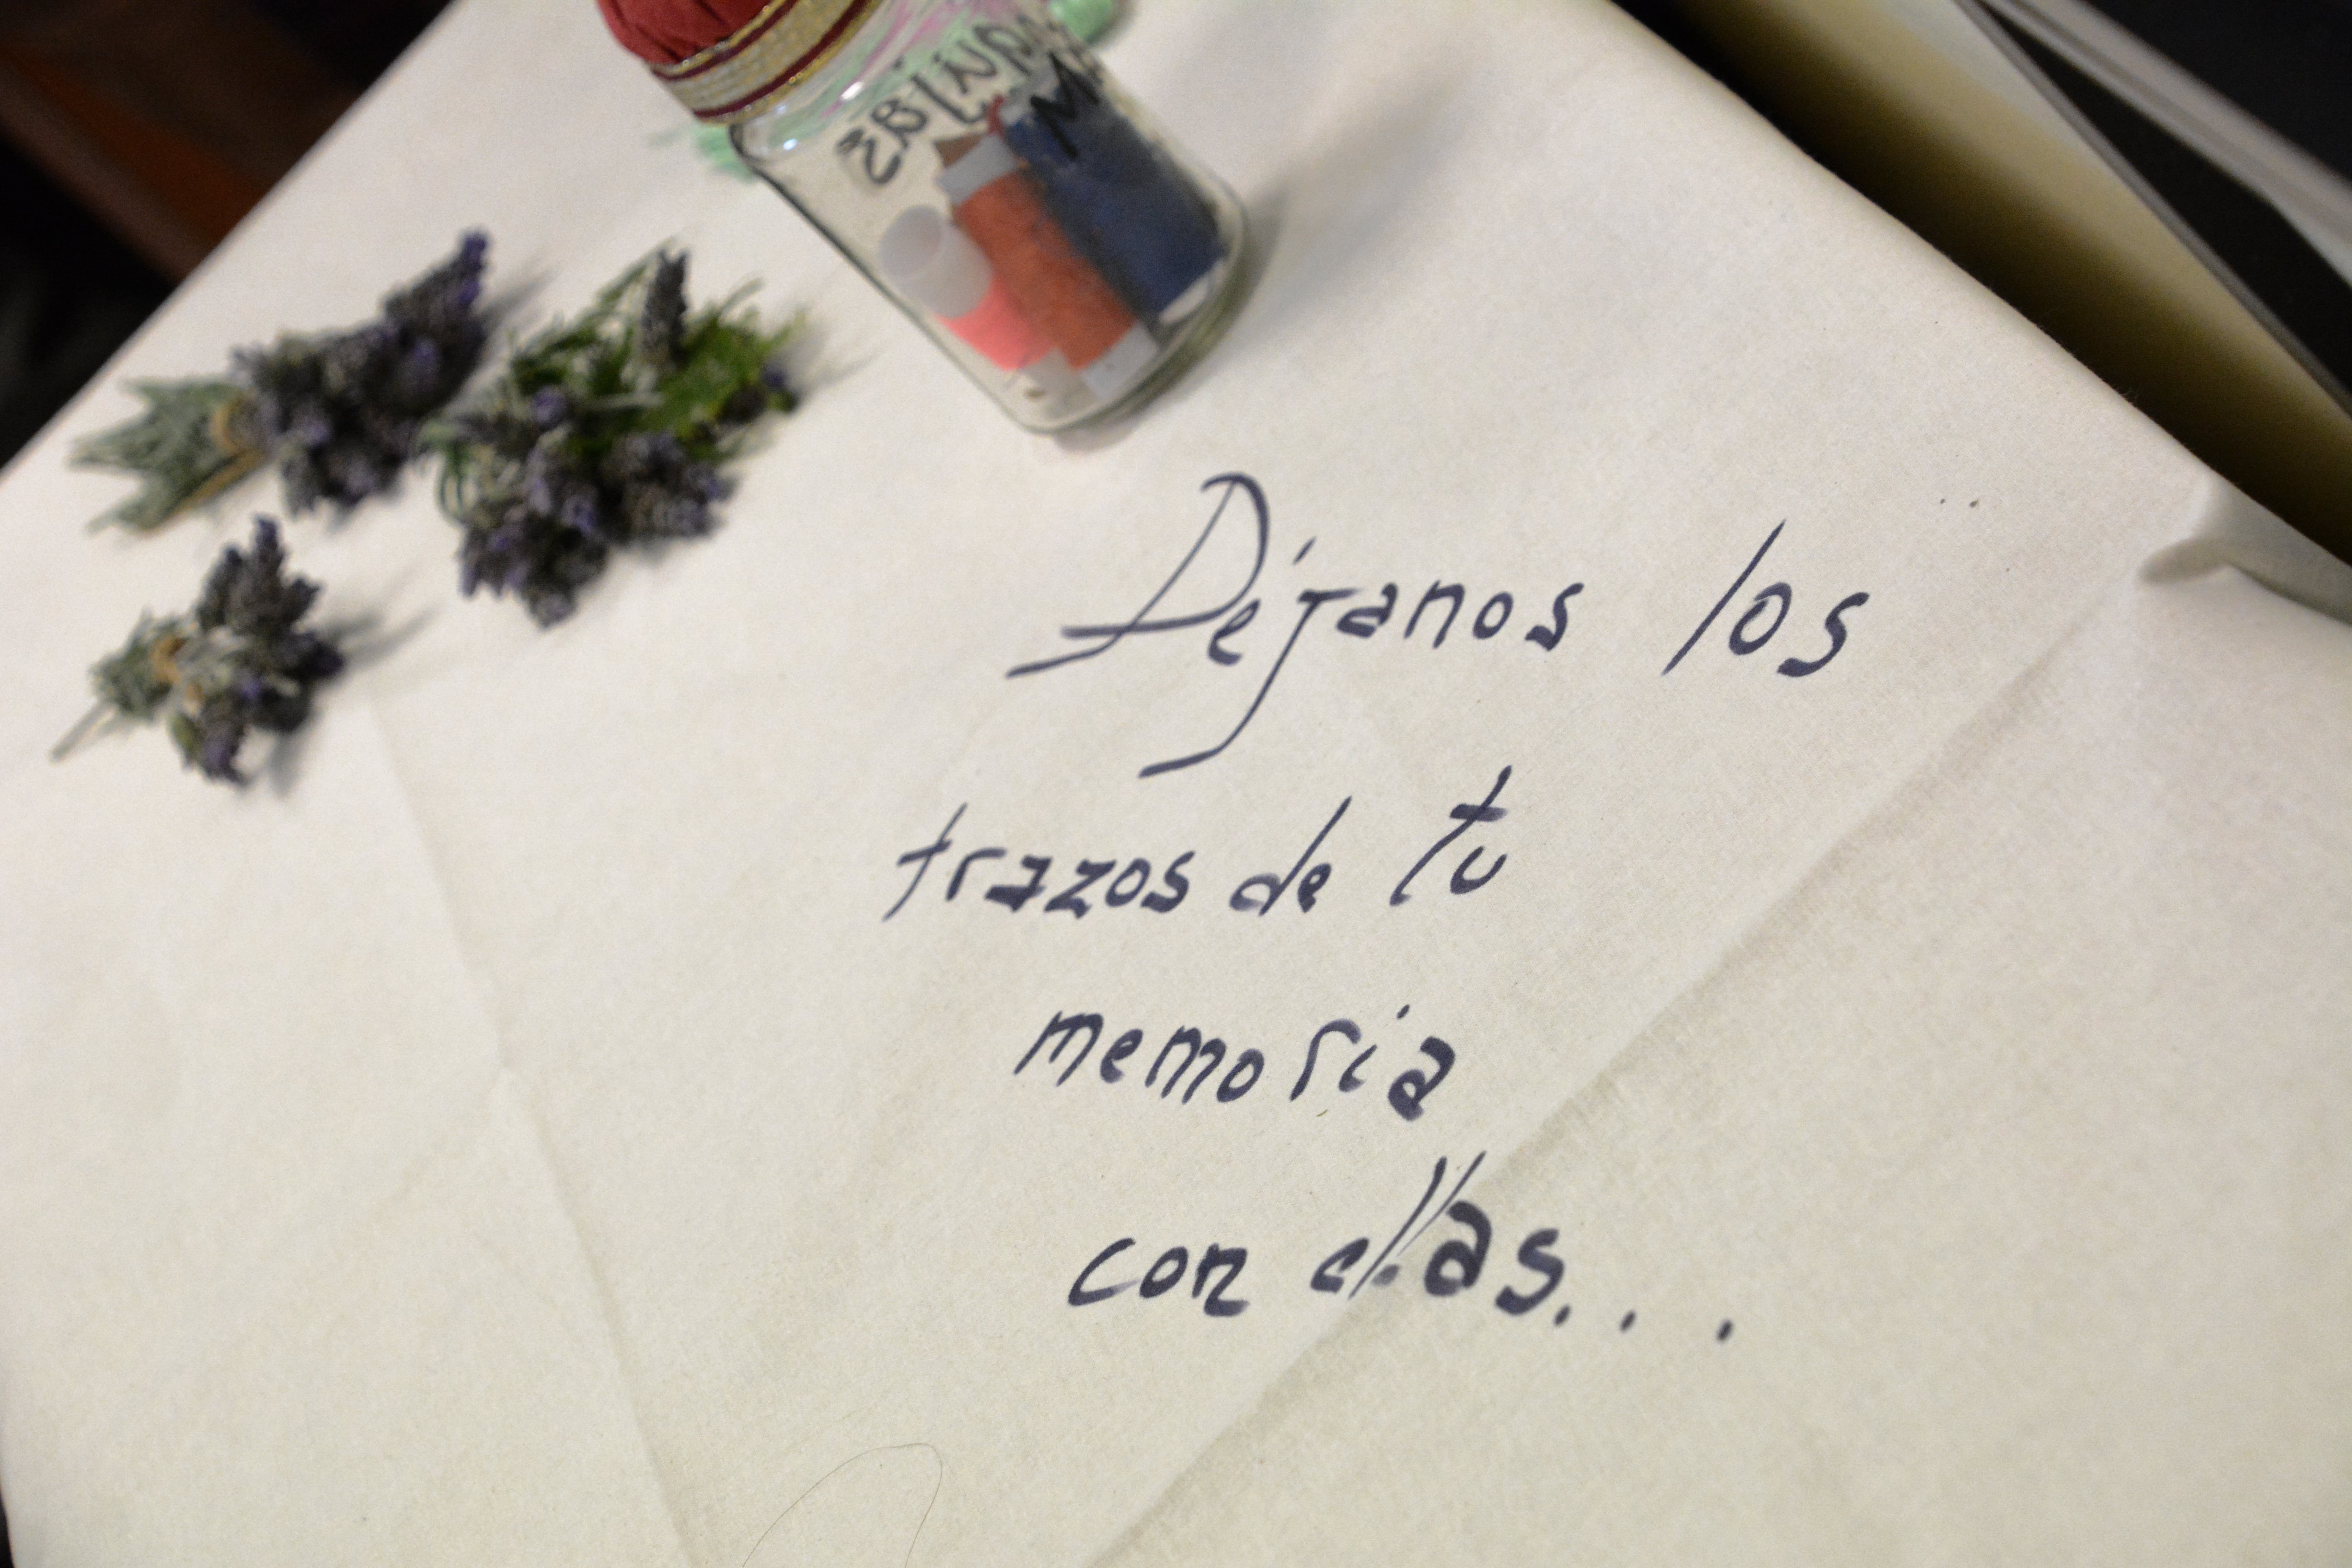 Déjanos los
trazos de tu
memoria
con ellas...